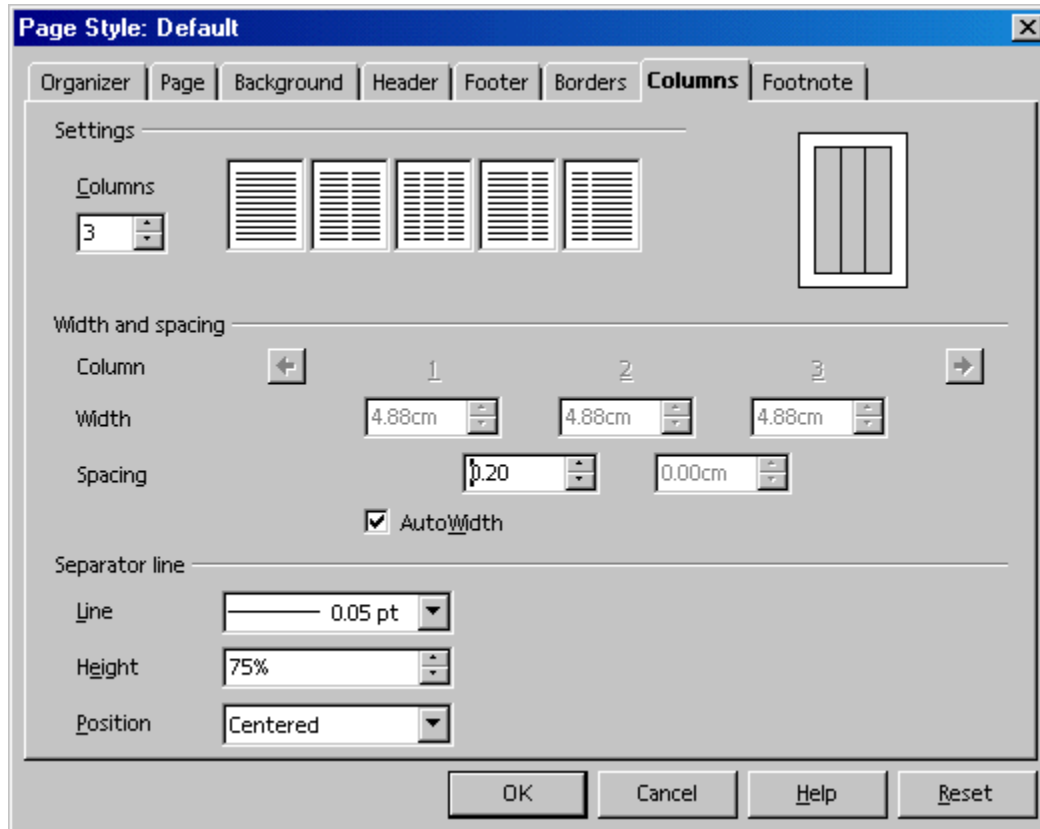 Page Style: Default
Organizer Page Background Header Footer Borders Columns Footnote
Settings
Columns
3
Width and spacing
Column 1 2 3
Width 4.88cm 4.88cm 4.88cm
Spacing 0.20 0.00cm
AutoWidth
Separator line
Line 0.05 pt
Height 75%
Position Centered
OK Cancel Help Reset